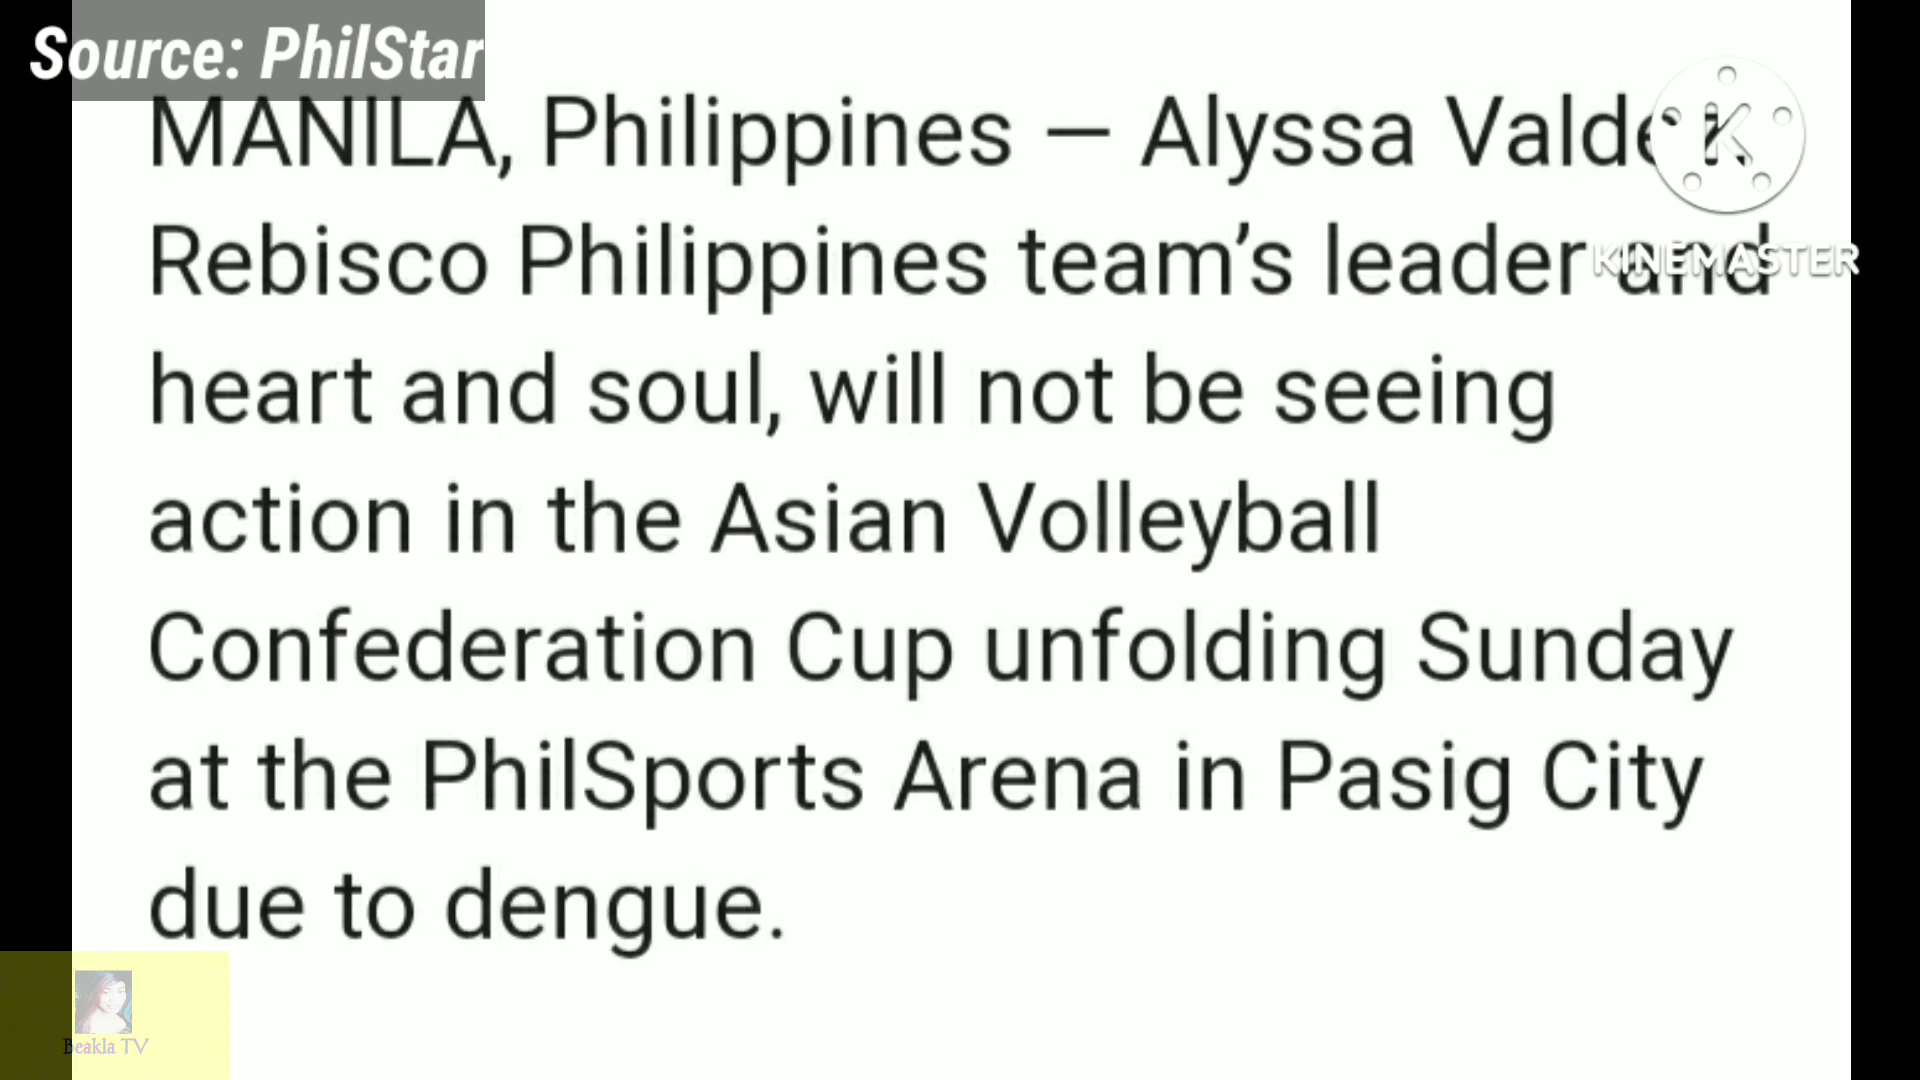 Source: PhilStar
MANILA, Philippines — Alyssa Valdez
KINEMASTER
Rebisco Philippines team’s leader and
heart and soul, will not be seeing
action in the Asian Volleyball
Confederation Cup unfolding Sunday
at the PhilSports Arena in Pasig City
due to dengue.
Beakla TV